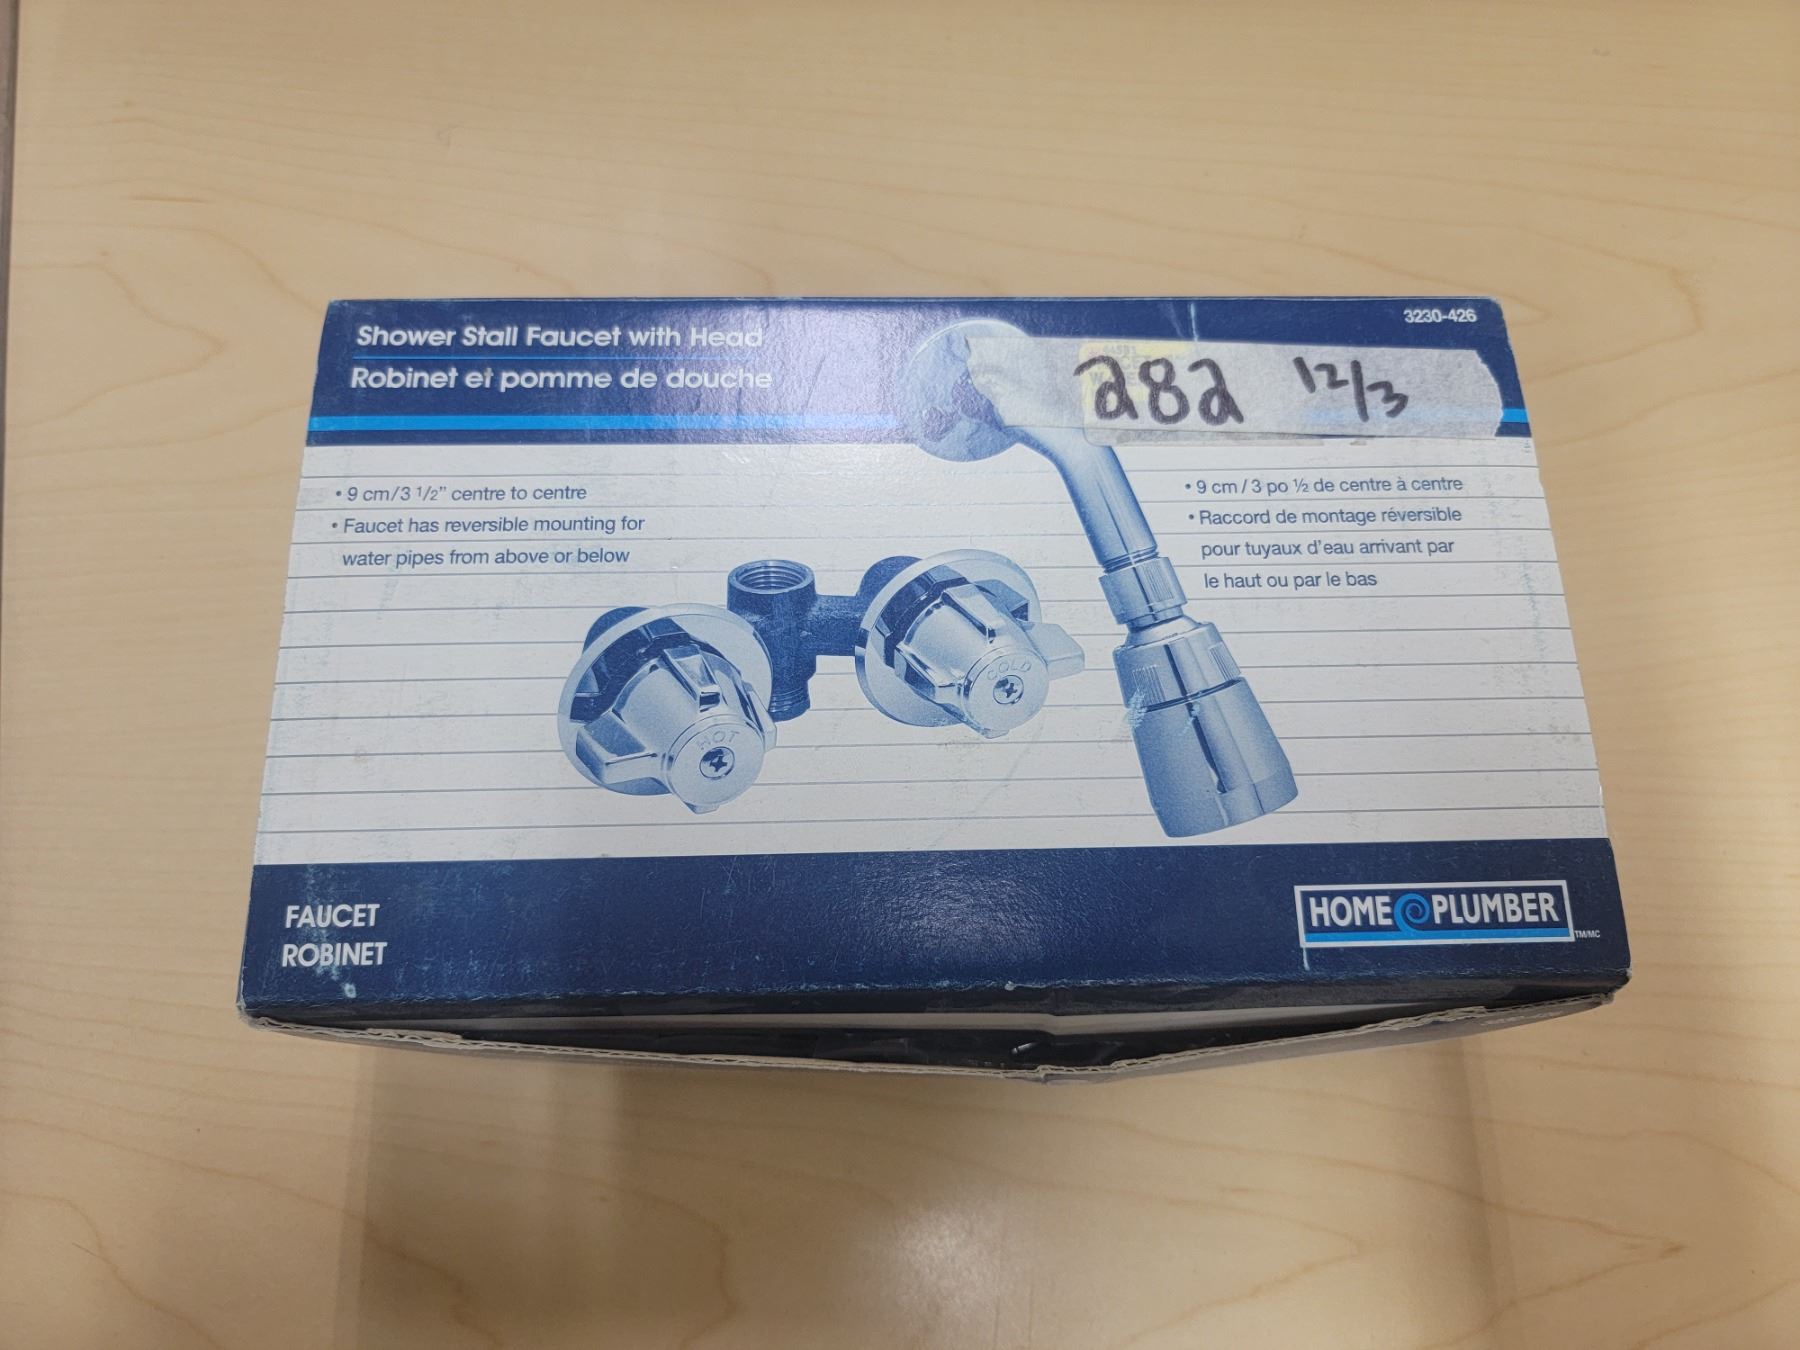 Shower Stall Faucet with Head
Robinet et pomme de douche
3230-426
282 12/3
• 9 cm/3 1/2" centre to centre
• Faucet has reversible mounting for
water pipes from above or below
• 9 cm / 3 po ½ de centre à centre
• Raccord de montage réversible
pour tuyaux d'eau arrivant par
le haut ou par le bas
HOT
COLD
FAUCET
ROBINET
HOME PLUMBER
TM/MC